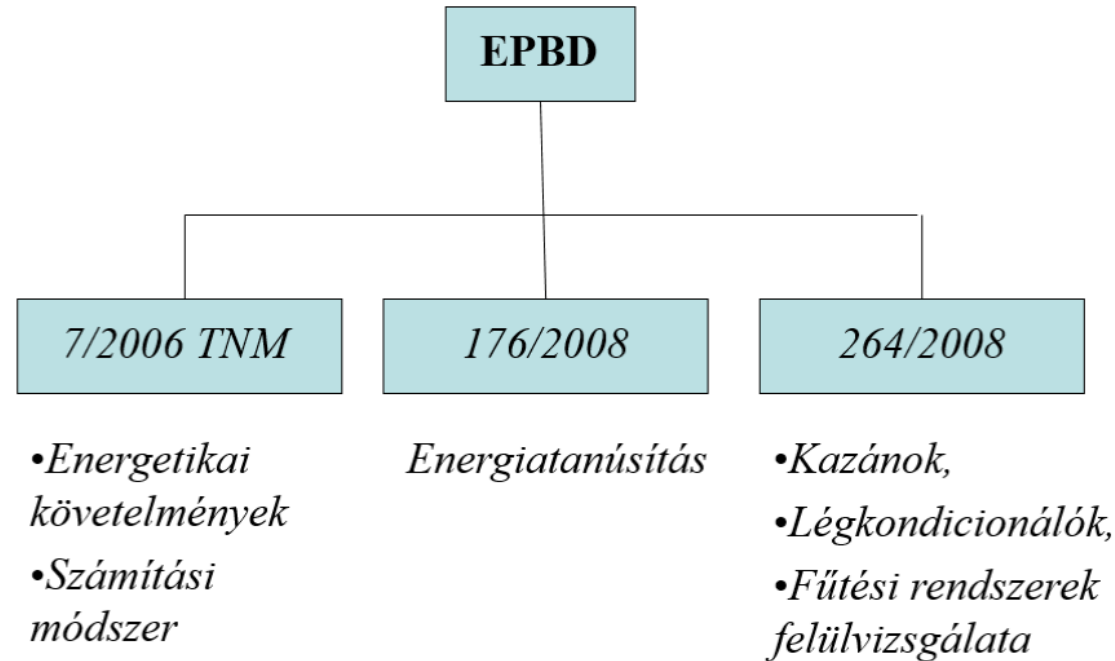 EPBD
7/2006 TNM
176/2008
264/2008
•Energetikai
követelmények
•Számítási
módszer
Energiatanúsítás
•Kazánok,
•Légkondicionálók,
•Fűtési rendszerek
felülvizsgálata